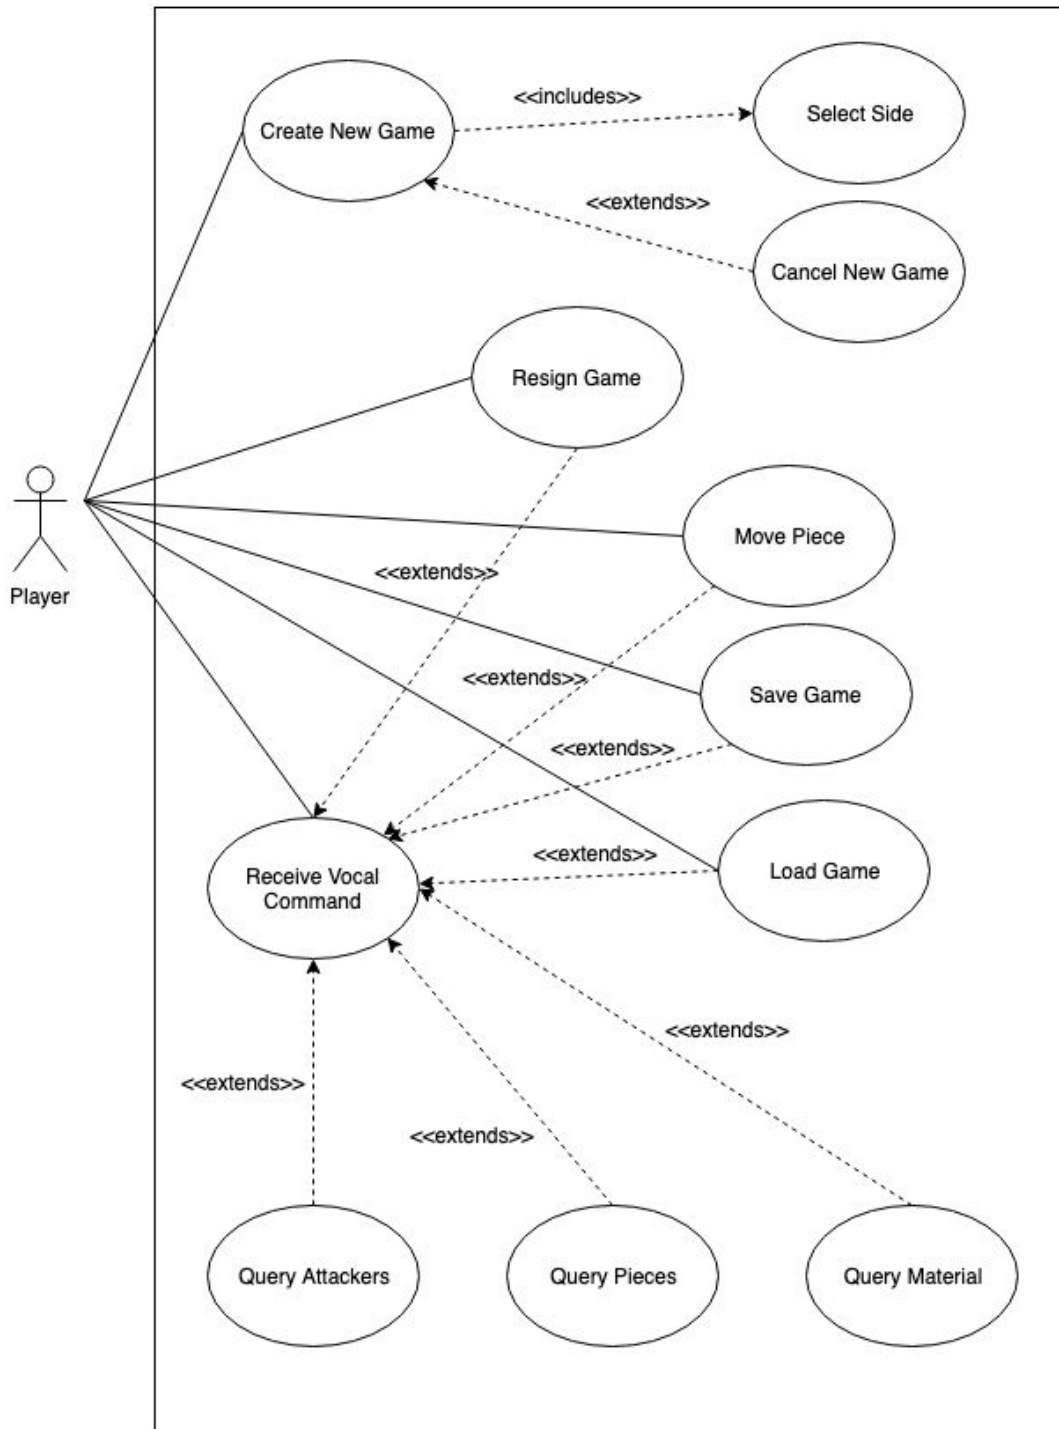 <<includes>>
Select Side
Create New Game
<<extends>>
Cancel New Game
Resign Game
Move Piece
<<extends>>
Player
<<extends>>
Save Game
<<extends>>
<<extends>>
Load Game
Receive Vocal
Command
<<extends>>
<<extends>>
<<extends>>
Query Attackers
Query Pieces
Query Material